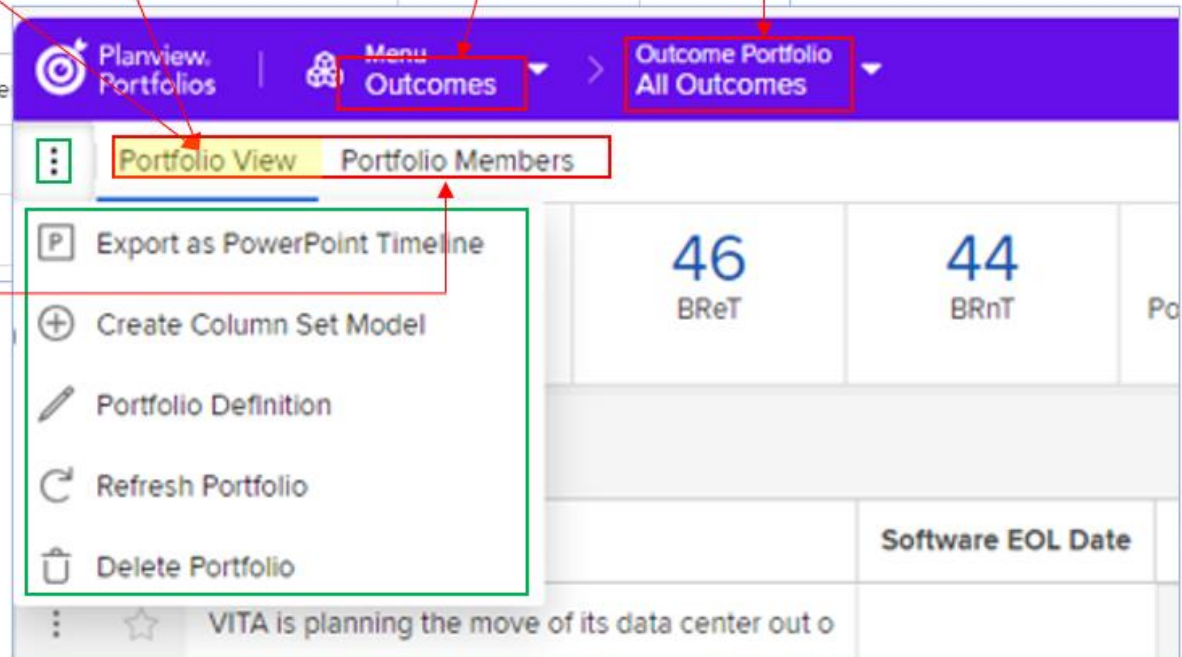 e
Planview.
Portfolios
Menu
Outcomes
Outcome Portfolio
All Outcomes
Portfolio View
Portfolio Members
P
Export as PowerPoint Timeline
Create Column Set Model
Portfolio Definition
Refresh Portfolio
Delete Portfolio
46
BReT
44
BRnT
Po
Software EOL Date
VITA is planning the move of its data center out o